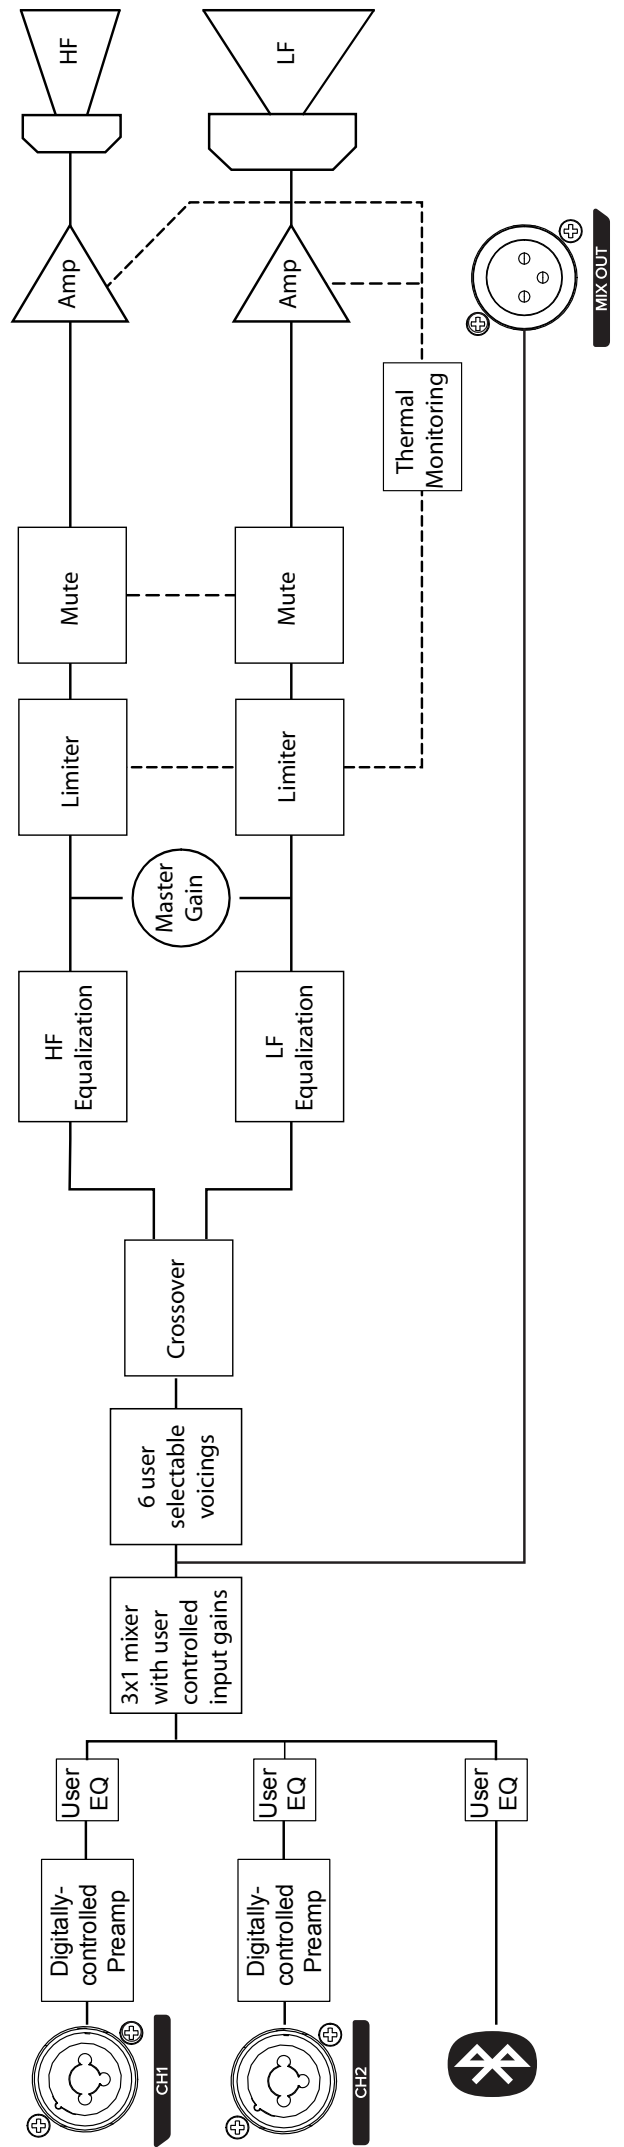 CH1
Digitally-
controlled
Preamp
User
EQ
CH2
Digitally-
controlled
Preamp
User
EQ
User
EQ
3x1 mixer
with user
controlled
input gains
6 user
selectable
voicings
Crossover
HF
Equalization
LF
Equalization
Master
Gain
Limiter
Limiter
Mute
Mute
Thermal
Monitoring
Amp
Amp
HF
LF
MIX OUT